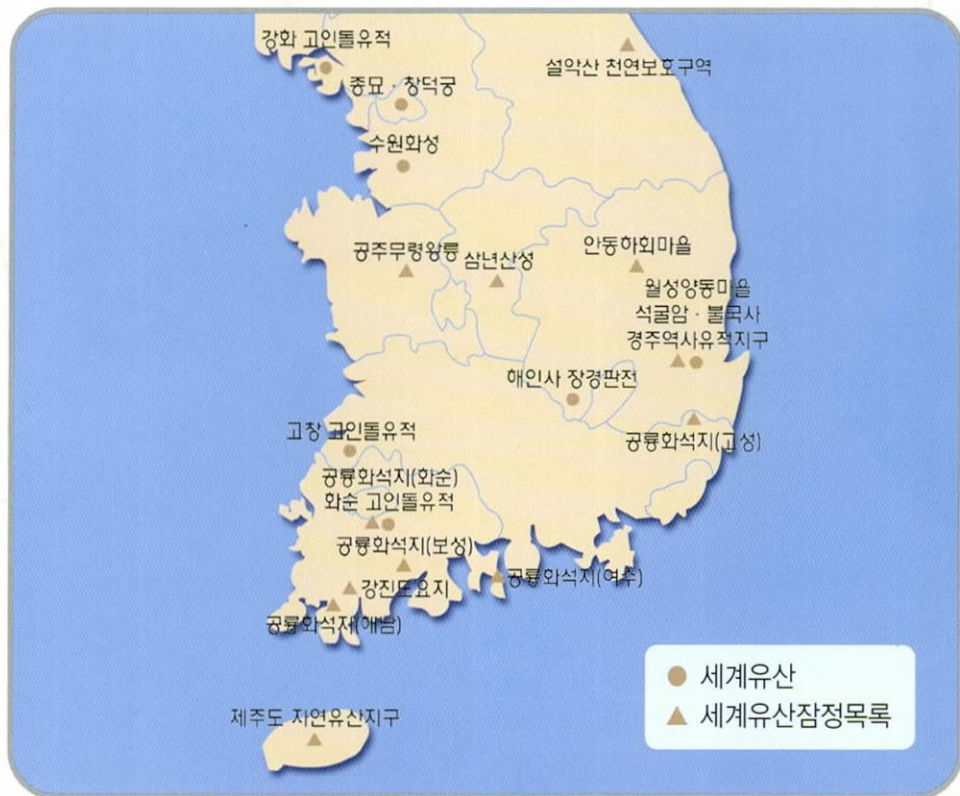 강화 고인돌유적
설악산 천연보호구역
종묘 · 창덕궁
수원화성
공주무령왕릉
삼년산성
안동하회마을
월성양동마을
석굴암 · 불국사
경주역사유적지구
해인사 장경판전
고창 고인돌유적
공룡화석지(고성)
공룡화석지(화순)
화순 고인돌유적
공룡화석지(보성)
공룡화석지(여수)
강진도요지
공룡화석지(해남)
제주도 자연유산지구
세계유산
세계유산잠정목록